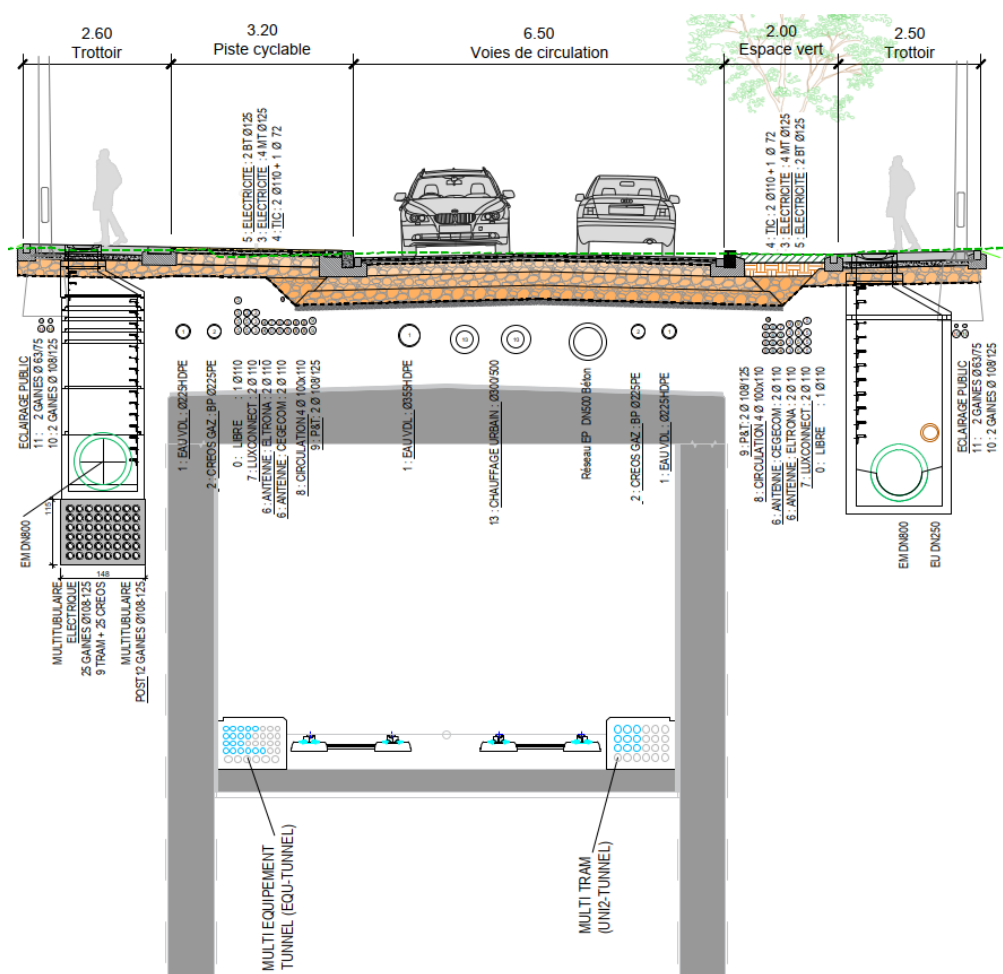 2.60
Trottoir
3.20
Piste cyclable
6.50
Voies de circulation
2.00
Espace vert
2.50
Trottoir
5 : ELECTRICITE : 2 BT Ø125
3 : ELECTRICITE : 4 MT Ø125
4 : TIC : 2 Ø110 + 1 Ø 72
4 : TIC : 2 Ø110 + 1 Ø 72
3 : ELECTRICITE : 4 MT Ø125
5 : ELECTRICITE : 2 BT Ø125
ECLAIRAGE PUBLIC
11 : 2 GAINES Ø 63/75
10 : 2 GAINES Ø 108/125
1 : EAU VDL : Ø225HDPE
2 : CREOS GAZ : BP Ø225PE
0 : LIBRE : 1 Ø110
7 : LUXCONNECT : 2 Ø 110
6 : ANTENNE : ELTRONA : 2 Ø 110
6 : ANTENNE : CEGECOM : 2 Ø 110
8 : CIRCULATION 4 Ø 100x110
9 : P&T: 2 Ø 108/125
1 : EAU VDL : Ø355HDPE
13 : CHAUFFAGE URBAIN : Ø300/500
Réseau EP DN500 Béton
2 : CREOS GAZ : BP Ø225PE
1 : EAU VDL : Ø225HDPE
9 : P&T: 2 Ø 108/125
8 : CIRCULATION 4 Ø 100x110
6 : ANTENNE : CEGECOM : 2 Ø 110
6 : ANTENNE : ELTRONA : 2 Ø 110
7 : LUXCONNECT : 2 Ø 110
0 : LIBRE : 1 Ø110
ECLAIRAGE PUBLIC
11 : 2 GAINES Ø 63/75
10 : 2 GAINES Ø 108/125
EM DN800
115
148
MULTITUBULAIRE
ELECTRIQUE
25 GAINES Ø108-125
9 TRAM + 25 CREOS
MULTITUBULAIRE
POST 12 GAINES Ø108-125
EM DN800
EU DN250
MULTI EQUIPEMENT
TUNNEL (EQU-TUNNEL)
MULTI TRAM
(UNI2-TUNNEL)